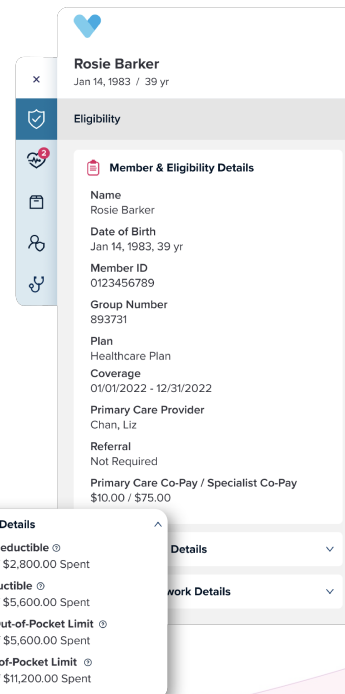 Rosie Barker
Jan 14, 1983 / 39 yr
2
Eligibility
Member & Eligibility Details
Name
Rosie Barker
Date of Birth
Jan 14, 1983, 39 yr
Member ID
0123456789
Group Number
893731
Plan
Healthcare Plan
Coverage
01/01/2022 - 12/31/2022
Primary Care Provider
Chan, Liz
Referral
Not Required
Primary Care Co-Pay / Specialist Co-Pay
$10.00 / $75.00
Details
eductible
$2,800.00 Spent
uctible
$5,600.00 Spent
ut-of-Pocket Limit
$5,600.00 Spent
of-Pocket Limit
$11,200.00 Spent
Details
work Details